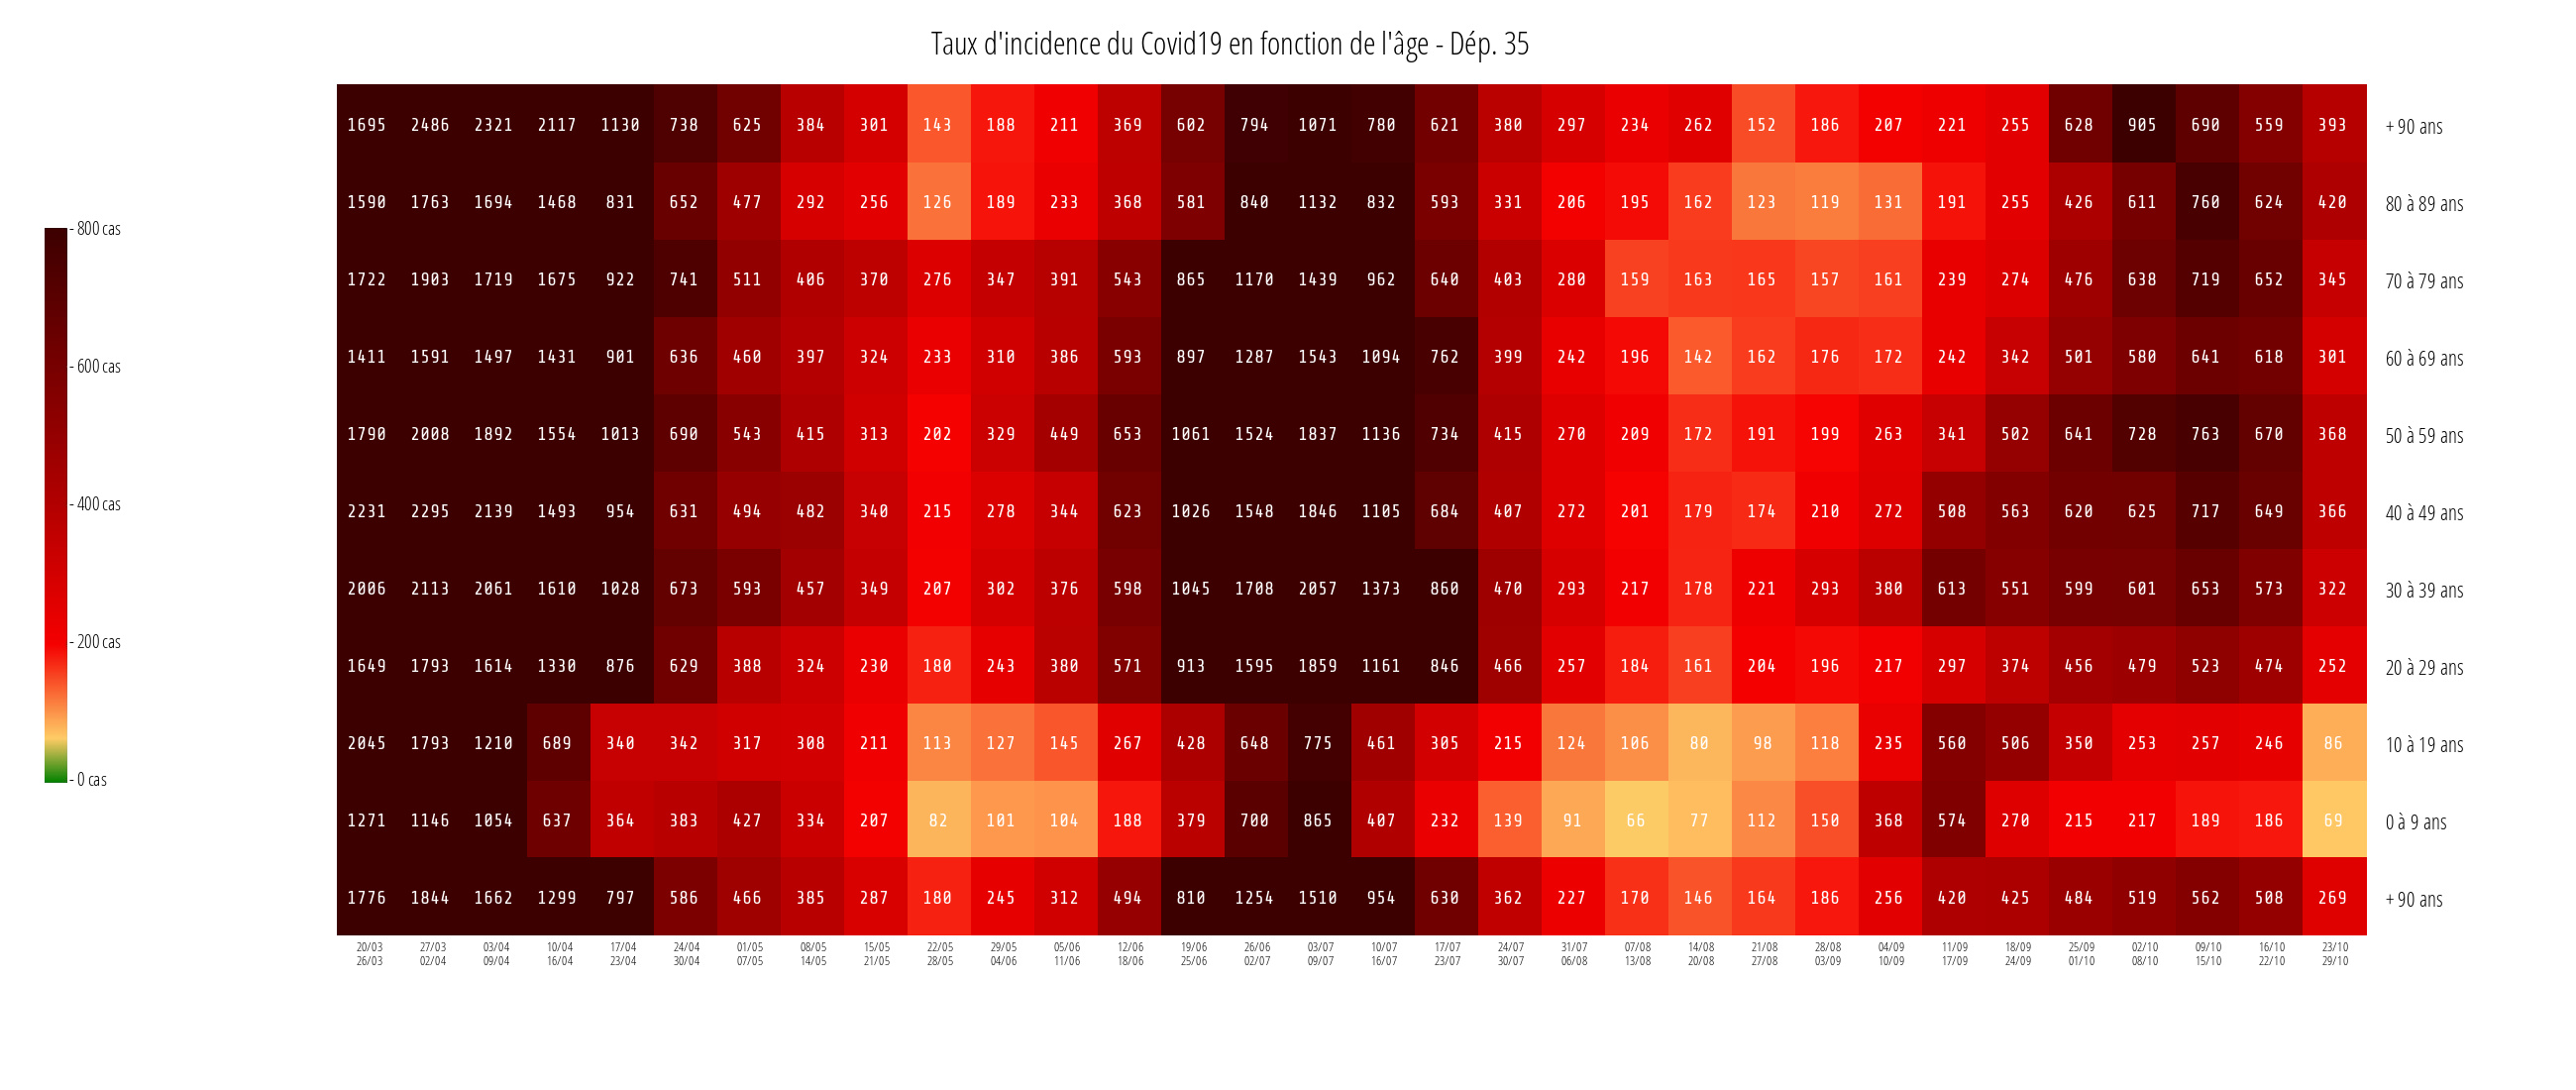 Taux d'incidence du Covid19 en fonction de l'âge - Dép. 35
1695 2486 2321 2117 1130 738 625 384 301 143 188 211 369 602 794 1071 780 621 380 297 234 262 152 186 207 221 255 628 905 690 559 393 + 90 ans
1590 1763 1694 1468 831 652 477 292 256 126 189 233 368 581 840 1132 832 593 331 206 195 162 123 119 131 191 255 426 611 760 624 420 80 à 89 ans
1722 1903 1719 1675 922 741 511 406 370 276 347 391 543 865 1170 1439 962 640 403 280 159 163 165 157 161 239 274 476 638 719 652 345 70 à 79 ans
1411 1591 1497 1431 901 636 460 397 324 233 310 386 593 897 1287 1543 1094 762 399 242 196 142 162 176 172 242 342 501 580 641 618 301 60 à 69 ans
1790 2008 1892 1554 1013 690 543 415 313 202 329 449 653 1061 1524 1837 1136 734 415 270 209 172 191 199 263 341 502 641 728 763 670 368 50 à 59 ans
2231 2295 2139 1493 954 631 494 482 340 215 278 344 623 1026 1548 1846 1105 684 407 272 201 179 174 210 272 508 563 620 625 717 649 366 40 à 49 ans
2006 2113 2061 1610 1028 673 593 457 349 207 302 376 598 1045 1708 2057 1373 860 470 293 217 178 221 293 380 613 551 599 601 653 573 322 30 à 39 ans
1649 1793 1614 1330 876 629 388 324 230 180 243 380 571 913 1595 1859 1161 846 466 257 184 161 204 196 217 297 374 456 479 523 474 252 20 à 29 ans
2045 1793 1210 689 340 342 317 308 211 113 127 145 267 428 648 775 461 305 215 124 106 80 98 118 235 560 506 350 253 257 246 86 10 à 19 ans
1271 1146 1054 637 364 383 427 334 207 82 101 104 188 379 700 865 407 232 139 91 66 77 112 150 368 574 270 215 217 189 186 69 0 à 9 ans
1776 1844 1662 1299 797 586 466 385 287 180 245 312 494 810 1254 1510 954 630 362 227 170 146 164 186 256 420 425 484 519 562 508 269 + 90 ans
20/03 27/03 03/04 10/04 17/04 24/04 01/05 08/05 15/05 22/05 29/05 05/06 12/06 19/06 26/06 03/07 10/07 17/07 24/07 31/07 07/08 14/08 21/08 28/08 04/09 11/09 18/09 25/09 02/10 09/10 16/10 23/10
26/03 02/04 09/04 16/04 23/04 30/04 07/05 14/05 21/05 28/05 04/06 11/06 18/06 25/06 02/07 09/07 16/07 23/07 30/07 06/08 13/08 20/08 27/08 03/09 10/09 17/09 24/09 01/10 08/10 15/10 22/10 29/10
- 800 cas
- 600 cas
- 400 cas
- 200 cas
- 0 cas